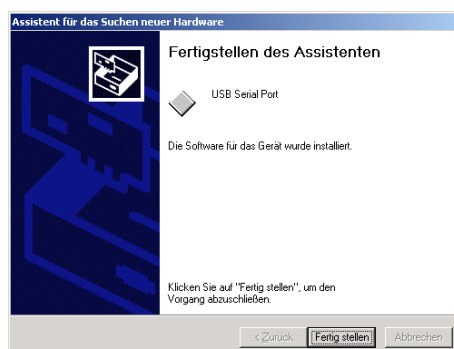 Assistent für das Suchen neuer Hardware
Fertigstellen des Assistenten
USB Serial Port
Die Software für das Gerät wurde installiert.
Klicken Sie auf "Fertig stellen", um den
Vorgang abzuschließen.
< Zurück
Fertig stellen
Abbrechen